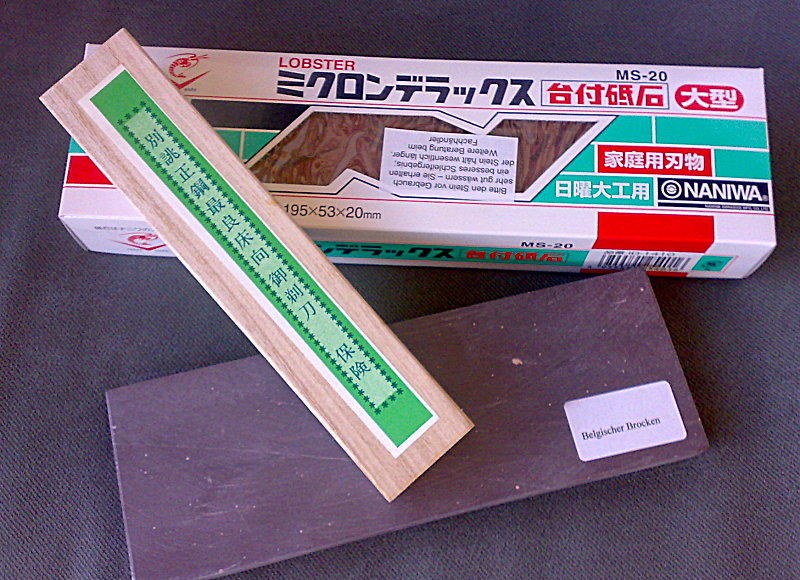 LOBSTER
ミクロンデラックス
MS-20
台付砥石
大型
家庭用刃物
日曜大工用
NANIWA
Bitte den Stein vor Gebrauch
sehr gut wässern – Sie erhalten
ein besseres Schleifergebnis,
der Stein hält wesentlich länger.
Weitere Beratung beim
Fachhändler
195×53×20mm
ロンデラックス
MS-20
台付砥石
別誂正鋼最良床向御剃刀 保険
Belgischer Brocken